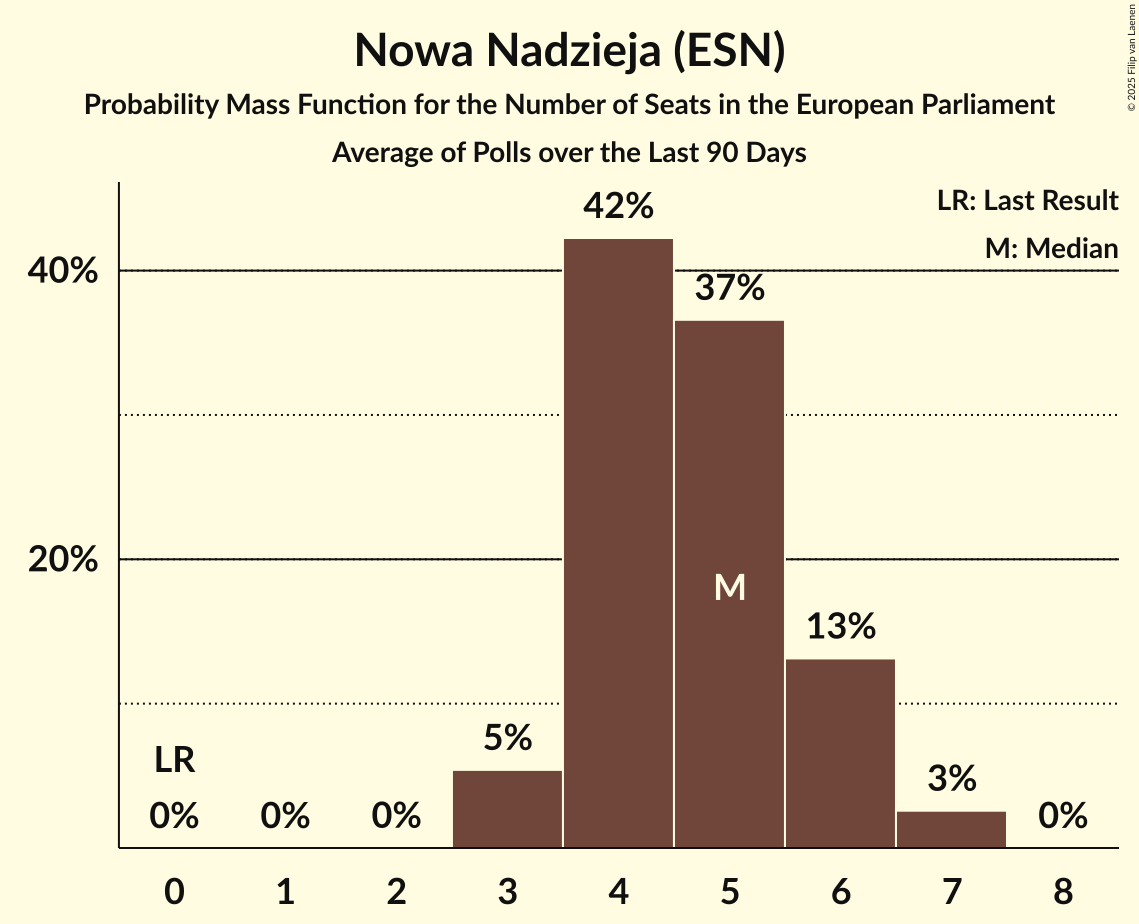 Nowa Nadzieja (ESN)
Probability Mass Function for the Number of Seats in the European Parliament
Average of Polls over the Last 90 Days
© 2025 Filip van Laenen
LR: Last Result
M: Median
42%
40%
37%
20%
M
13%
5%
LR
3%
0% 0% 0% 0%
0 1 2 3 4 5 6 7 8